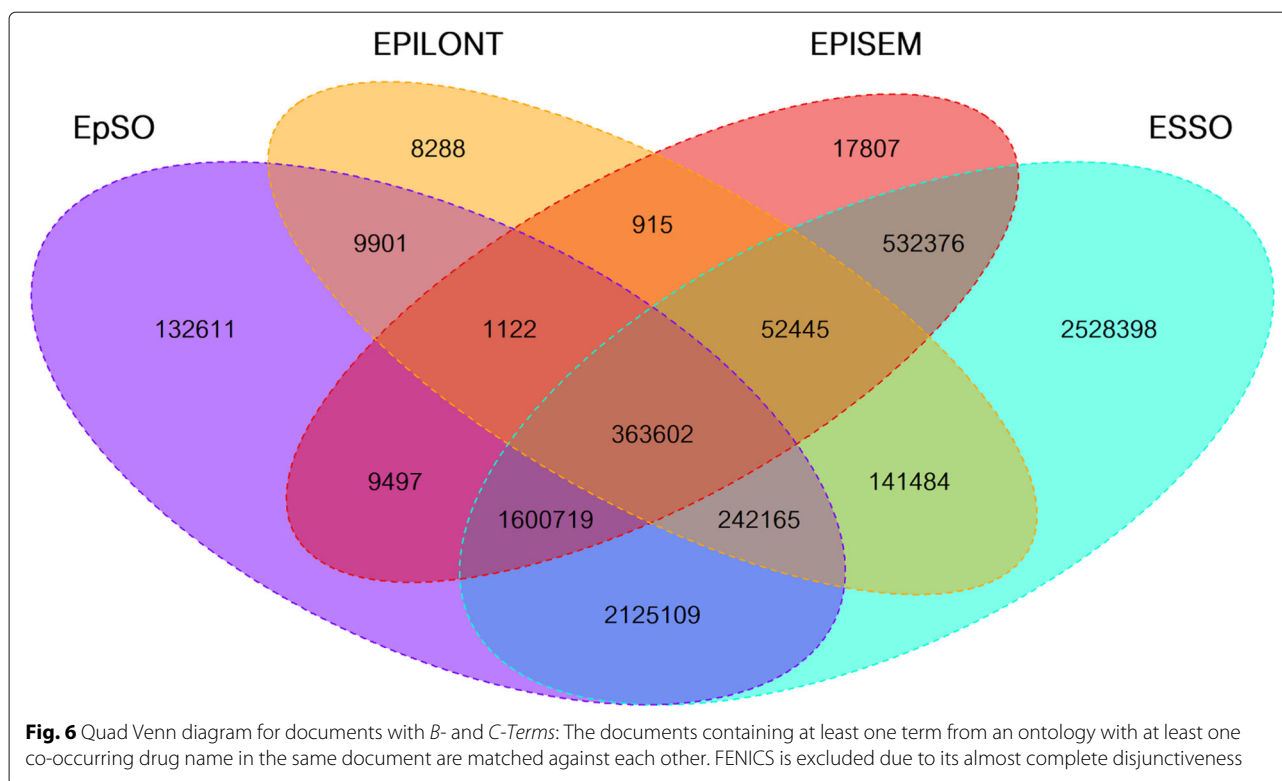 EPILONT
EPISEM
EpSO
ESSO
8288
17807
9901
915
532376
132611
1122
52445
2528398
363602
9497
141484
1600719
242165
2125109
Fig. 6 Quad Venn diagram for documents with B- and C-Terms: The documents containing at least one term from an ontology with at least one
co-occurring drug name in the same document are matched against each other. FENICS is excluded due to its almost complete disjunctiveness